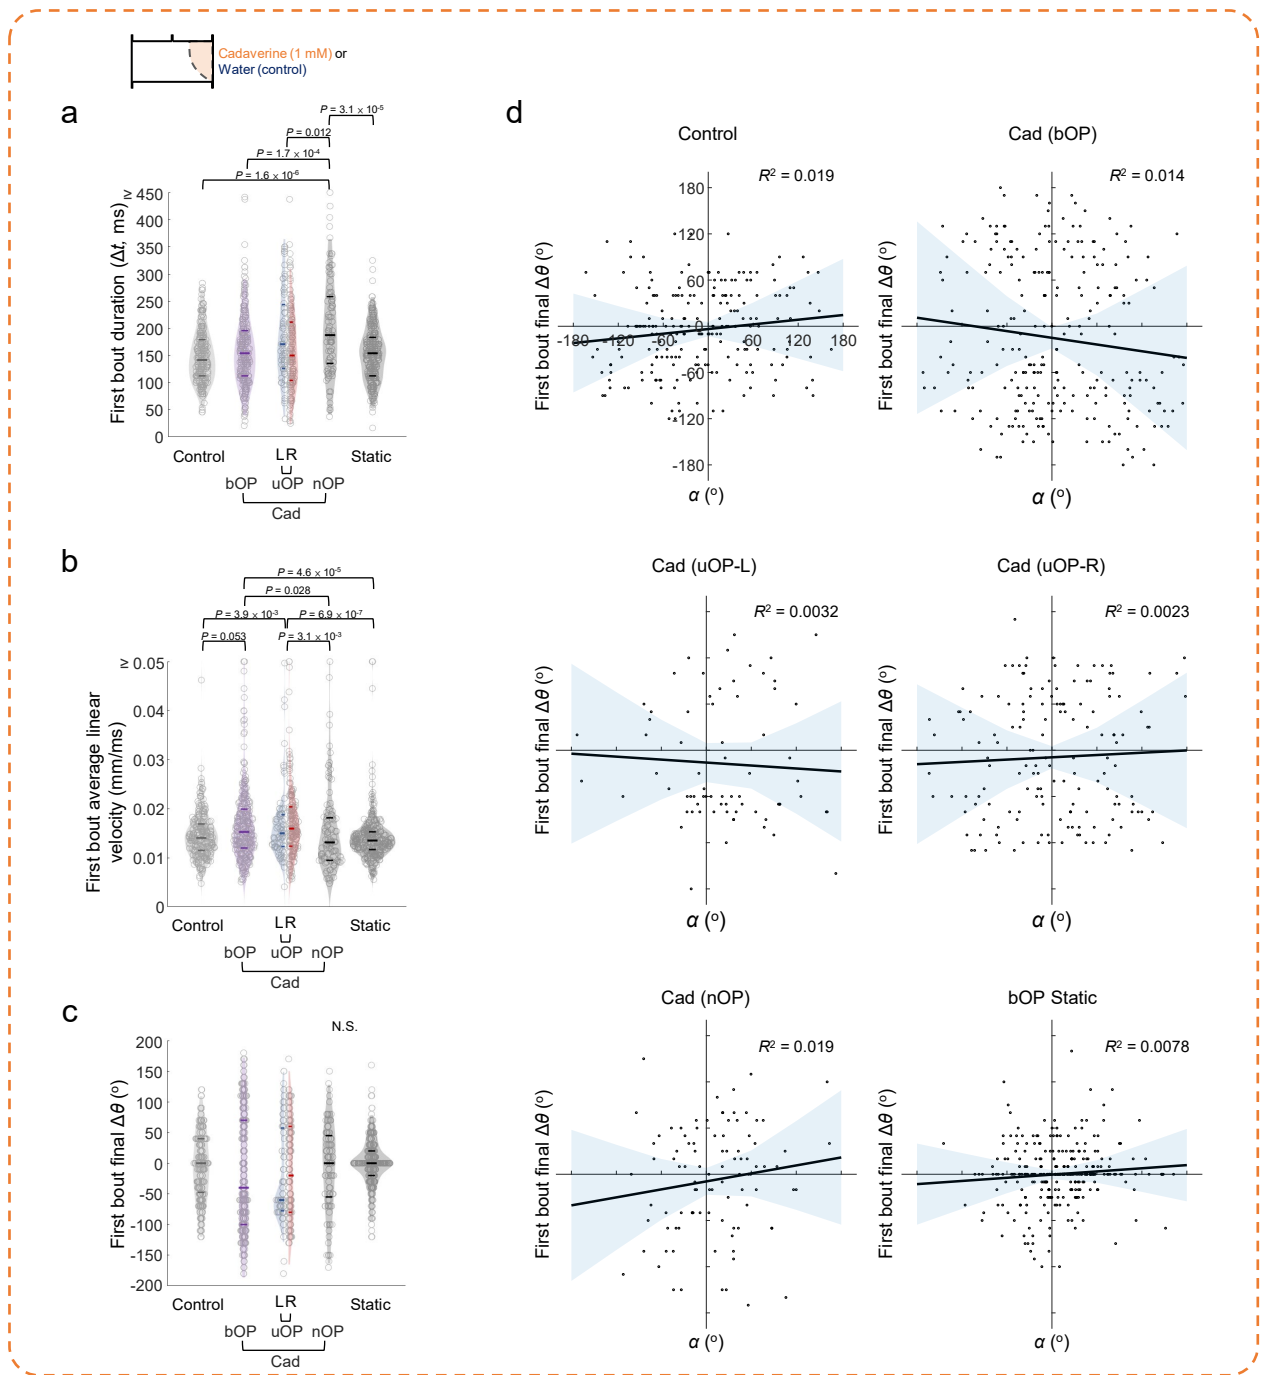 Cadaverine (1 mM) or
Water (control)
a
P = 3.1 × 10-5
P = 0.012
P = 1.7 × 10-4
P = 1.6 × 10-6
First bout duration (Δt, ms)
≥ 450
400
350
300
250
200
150
100
50
0
Control
L R
Static
bOP
uOP
nOP
Cad
b
P = 4.6 × 10-5
P = 0.028
P = 3.9 × 10-3
P = 6.9 × 10-7
P = 0.053
P = 3.1 × 10-3
First bout average linear
velocity (mm/ms)
≥ 0.05
0.04
0.03
0.02
0.01
0
Control
L R
Static
bOP
uOP
nOP
Cad
c
N.S.
First bout final Δθ (o)
200
150
100
50
0
-50
-100
-150
-200
Control
L R
Static
bOP
uOP
nOP
Cad
d
Control
R2 = 0.019
First bout final Δθ (o)
180
120
60
0
-60
-120
-180
-180
-120
-60
60
120
180
α (o)
Cad (bOP)
R2 = 0.014
First bout final Δθ (o)
α (o)
Cad (uOP-L)
R2 = 0.0032
First bout final Δθ (o)
α (o)
Cad (uOP-R)
R2 = 0.0023
First bout final Δθ (o)
α (o)
Cad (nOP)
R2 = 0.019
First bout final Δθ (o)
α (o)
bOP Static
R2 = 0.0078
First bout final Δθ (o)
α (o)